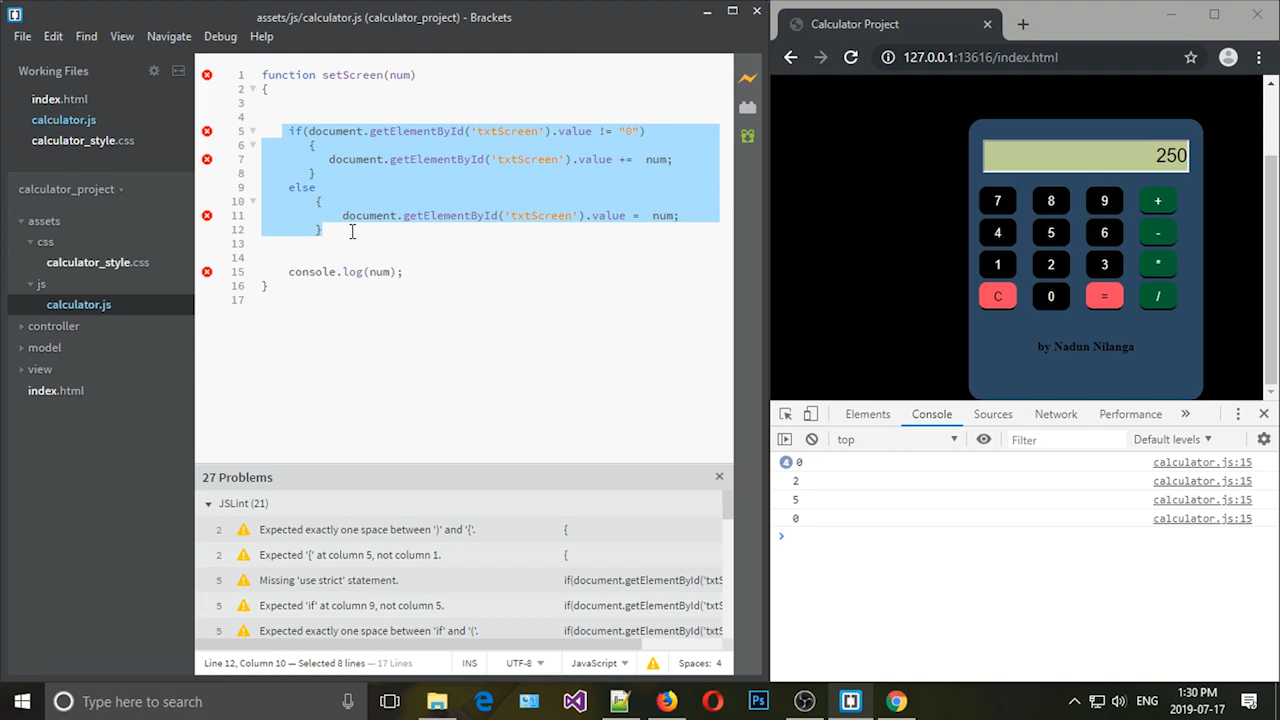 assets/js/calculator.js (calculator_project) - Brackets
File Edit Find View Navigate Debug Help
Working Files
index.html
calculator.js
calculator_style.css
calculator_project
assets
css
calculator_style.css
js
calculator.js
controller
model
view
index.html
1 function setScreen(num)
2 {
3
4
5 if(document.getElementById('txtScreen').value != "0")
6 {
7 document.getElementById('txtScreen').value += num;
8 }
9 else
10 {
11 document.getElementById('txtScreen').value = num;
12 }
13
14
15 console.log(num);
16 }
17
27 Problems
JSLint (21)
2 Expected exactly one space between ')' and '{'. {
2 Expected '{' at column 5, not column 1. {
5 Missing 'use strict' statement. if(document.getElementById('txtS
5 Expected 'if' at column 9, not column 5. if(document.getElementById('txtS
5 Expected exactly one space between 'if' and '('. if(document.getElementById('txtS
Line 12, Column 10 — Selected 8 lines — 17 Lines INS UTF-8 JavaScript Spaces: 4
Calculator Project
127.0.0.1:13616/index.html
250
7 8 9 +
4 5 6 -
1 2 3 *
C 0 = /
by Nadun Nilanga
Elements Console Sources Network Performance »
top Filter Default levels
4 0 calculator.js:15
2 calculator.js:15
5 calculator.js:15
0 calculator.js:15
Type here to search
ENG
1:30 PM
2019-07-17